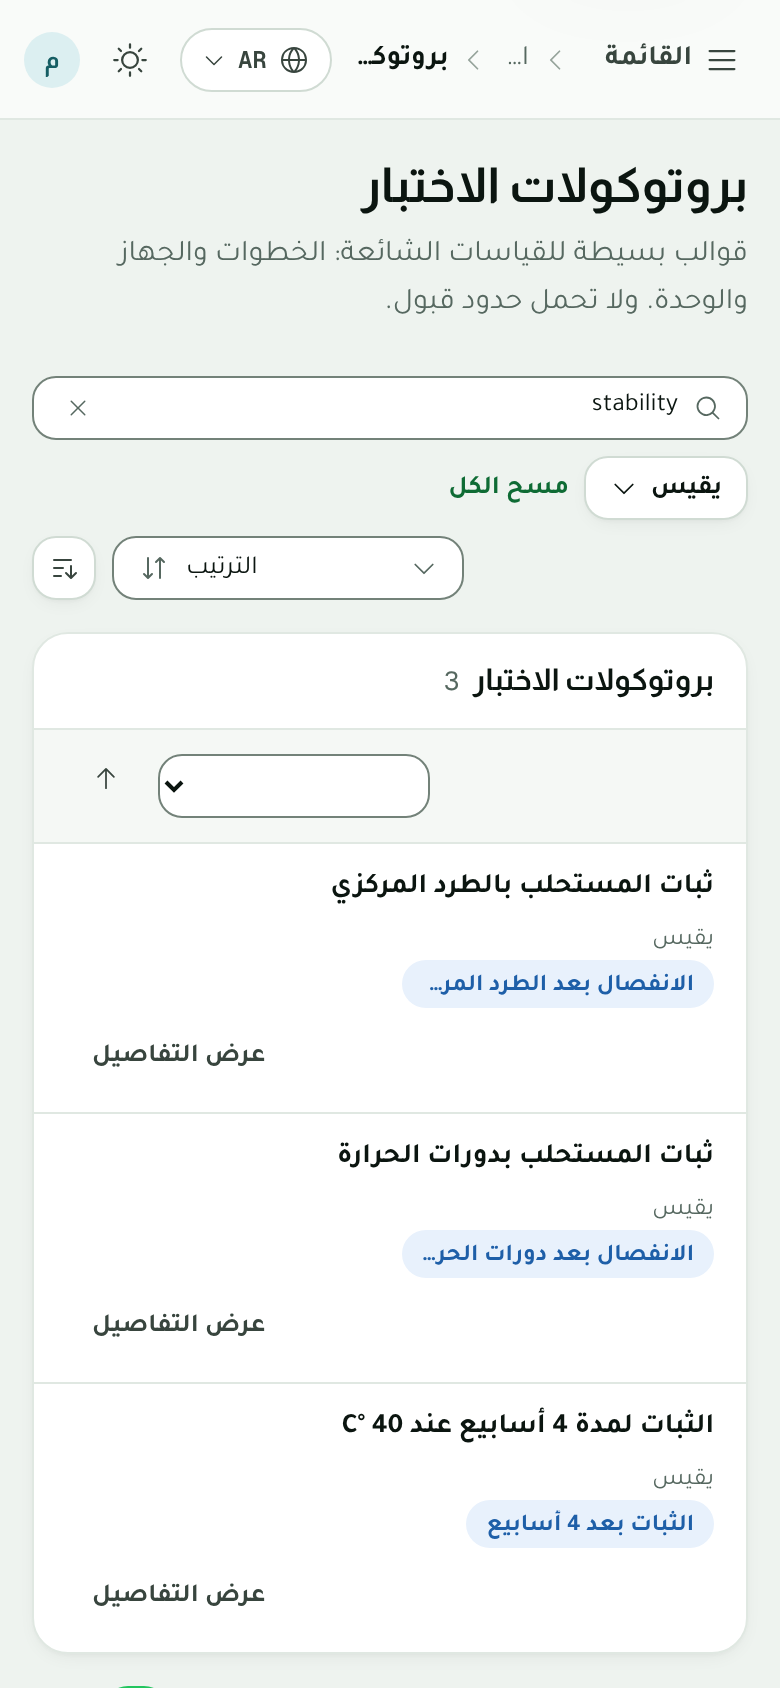 القائمة
ا...
بروتوك...
AR
م
بروتوكولات الاختبار
قوالب بسيطة للقياسات الشائعة: الخطوات والجهاز
والوحدة. ولا تحمل حدود قبول.
stability
يقيس
مسح الكل
الترتيب
بروتوكولات الاختبار 3
ثبات المستحلب بالطرد المركزي
يقيس
الانفصال بعد الطرد المر...
عرض التفاصيل
ثبات المستحلب بدورات الحرارة
يقيس
الانفصال بعد دورات الحر...
عرض التفاصيل
الثبات لمدة 4 أسابيع عند 40 °C
يقيس
الثبات بعد 4 أسابيع
عرض التفاصيل